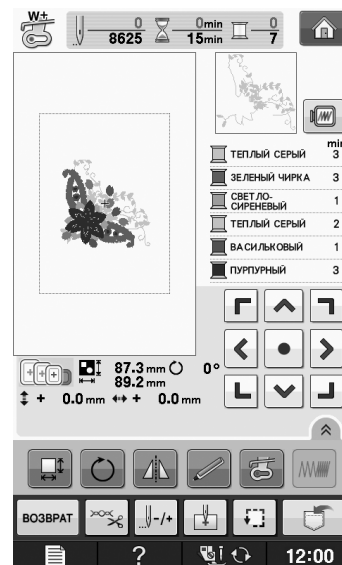 W+
0 0min 0
8625 15min 7
min
ТЕПЛЫЙ СЕРЫЙ 3
ЗЕЛЕНЫЙ ЧИРКА 3
СВЕТЛО-
СИРЕНЕВЫЙ 1
ТЕПЛЫЙ СЕРЫЙ 2
ВАСИЛЬКОВЫЙ 1
ПУРПУРНЫЙ 3
87.3 mm 0°
89.2 mm
+ 0.0 mm + 0.0 mm
ВОЗВРАТ -/+
? 12:00